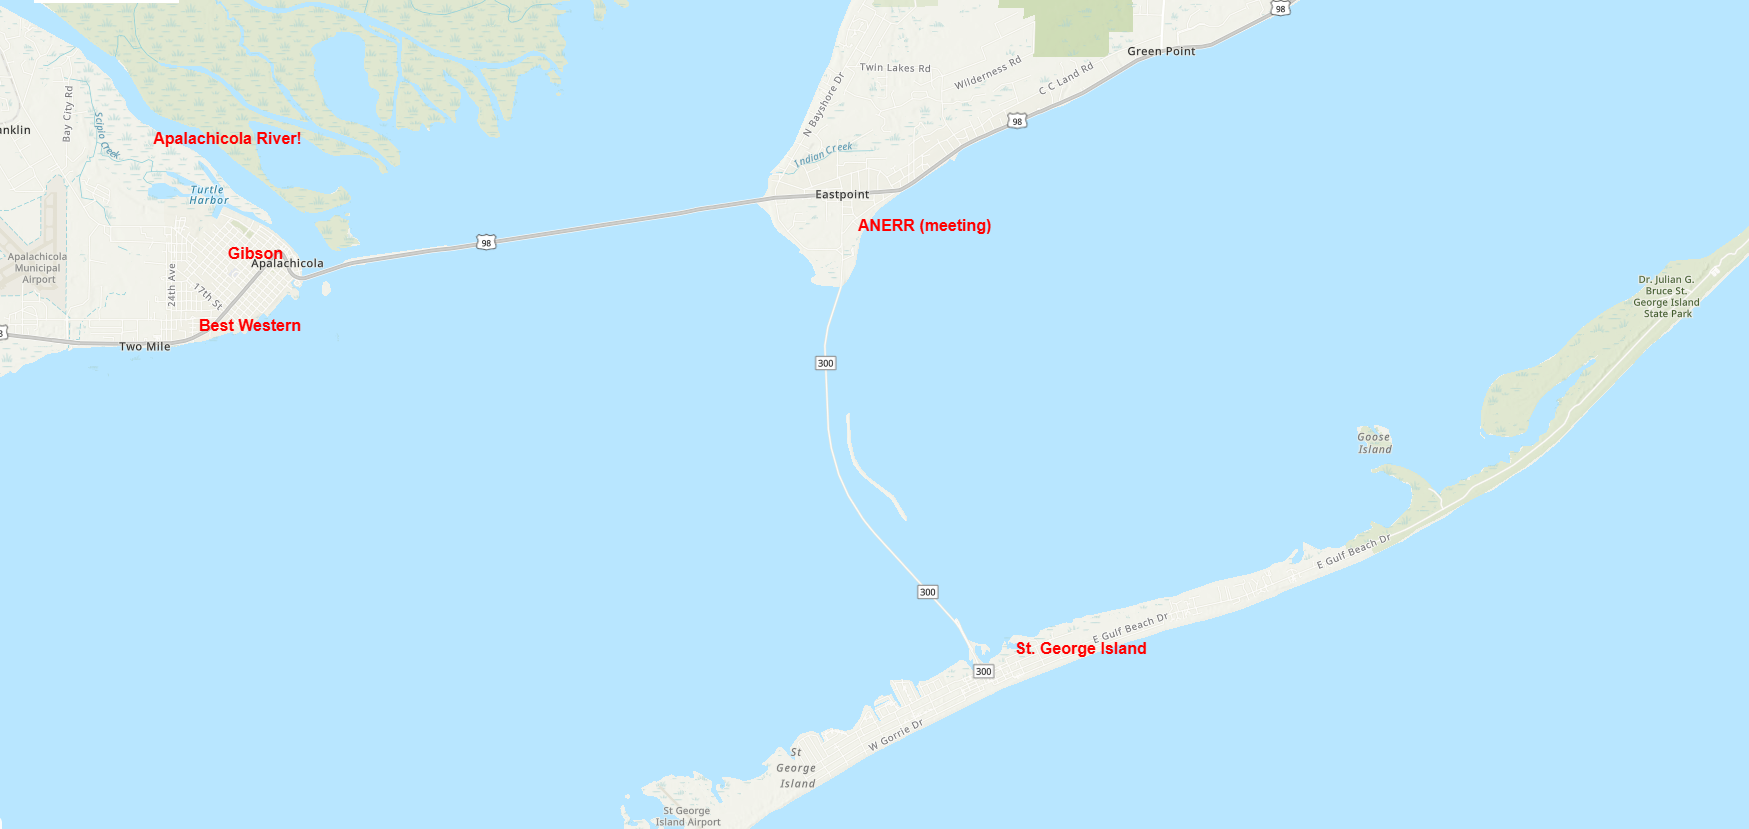 98
Green Point
Twin Lakes Rd
Wilderness Rd
C C Land Rd
N Bayshore Dr
98
Bay City Rd
Scipio
Creek
anklin
Apalachicola River!
Indian Creek
Turtle
Harbor
Eastpoint
ANERR (meeting)
98
Gibson
Apalachicola
Apalachicola
Municipal
Airport
24th Ave
17th St
Best Western
Two Mile
Dr. Julian G.
Bruce St.
George Island
State Park
300
Goose
Island
E Gulf Beach Dr
300
E Gulf Beach Dr
St. George Island
300
W Gorrie Dr
St
George
Island
St George
Island Airport